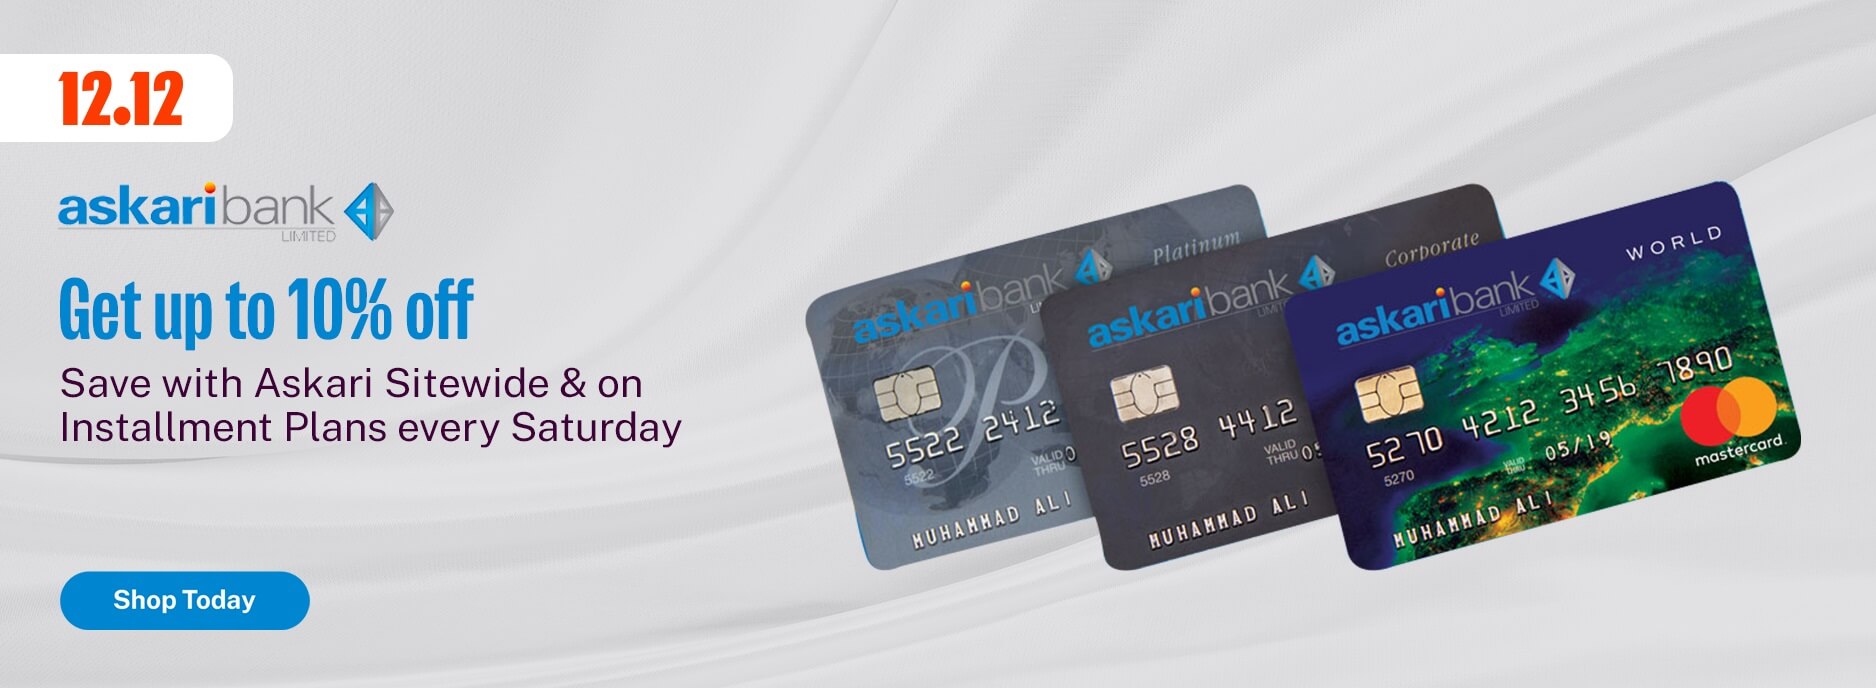 12.12
askaribank
LIMITED
Get up to 10% off
Save with Askari Sitewide & on
Installment Plans every Saturday
Shop Today
Platinum
askaribank
5522 2412
5522
VALID
THRU
MUHAMMAD ALI
Corporate
askaribank
5528 4412
5528
VALID
THRU
MUHAMMAD ALI
WORLD
askaribank
LIMITED
5270 4212 3456 7890
5270
VALID
THRU
05/19
MUHAMMAD ALI
mastercard.